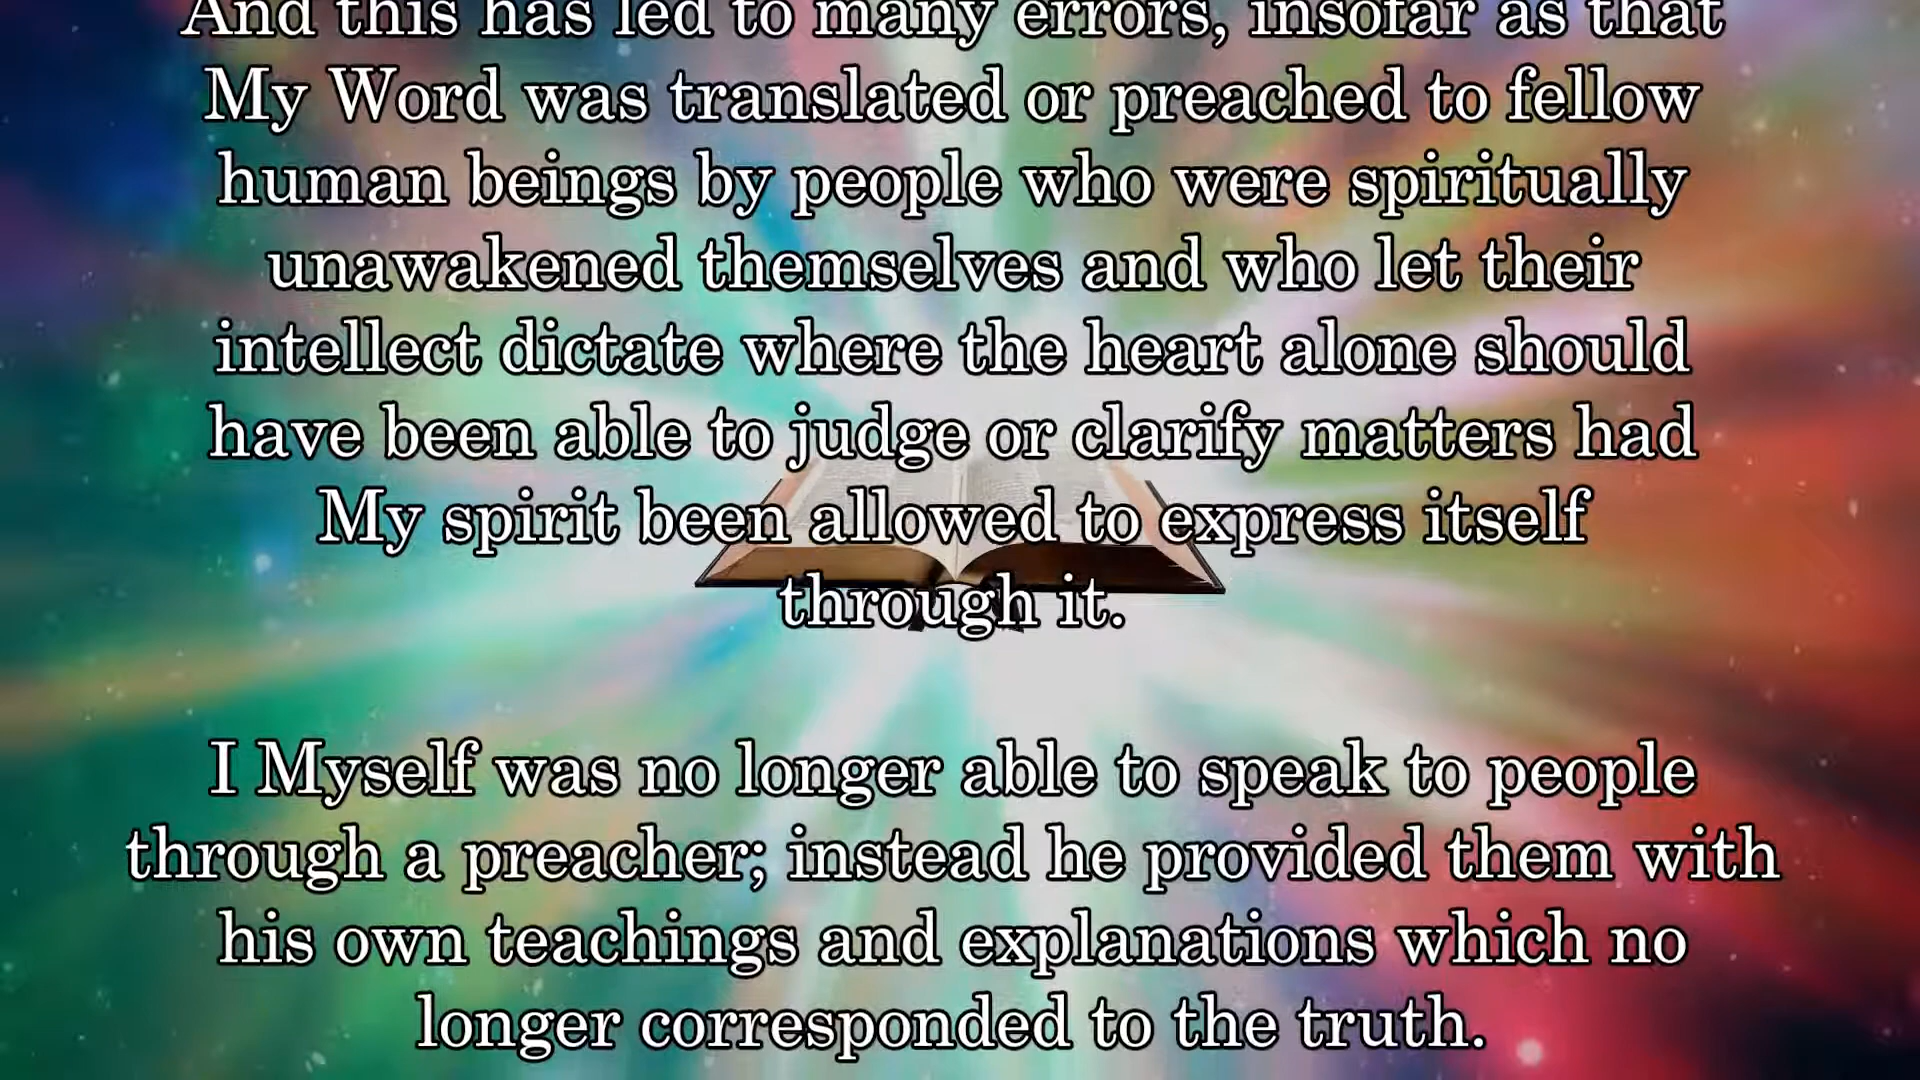 And this has led to many errors, insofar as that
My Word was translated or preached to fellow
human beings by people who were spiritually
unawakened themselves and who let their
intellect dictate where the heart alone should
have been able to judge or clarify matters had
My spirit been allowed to express itself
through it.
I Myself was no longer able to speak to people
through a preacher; instead he provided them with
his own teachings and explanations which no
longer corresponded to the truth.